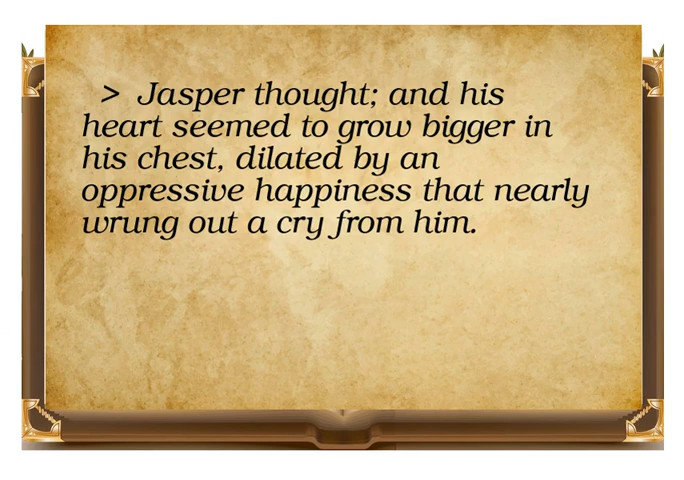 > Jasper thought; and his
heart seemed to grow bigger in
his chest, dilated by an
oppressive happiness that nearly
wrung out a cry from him.